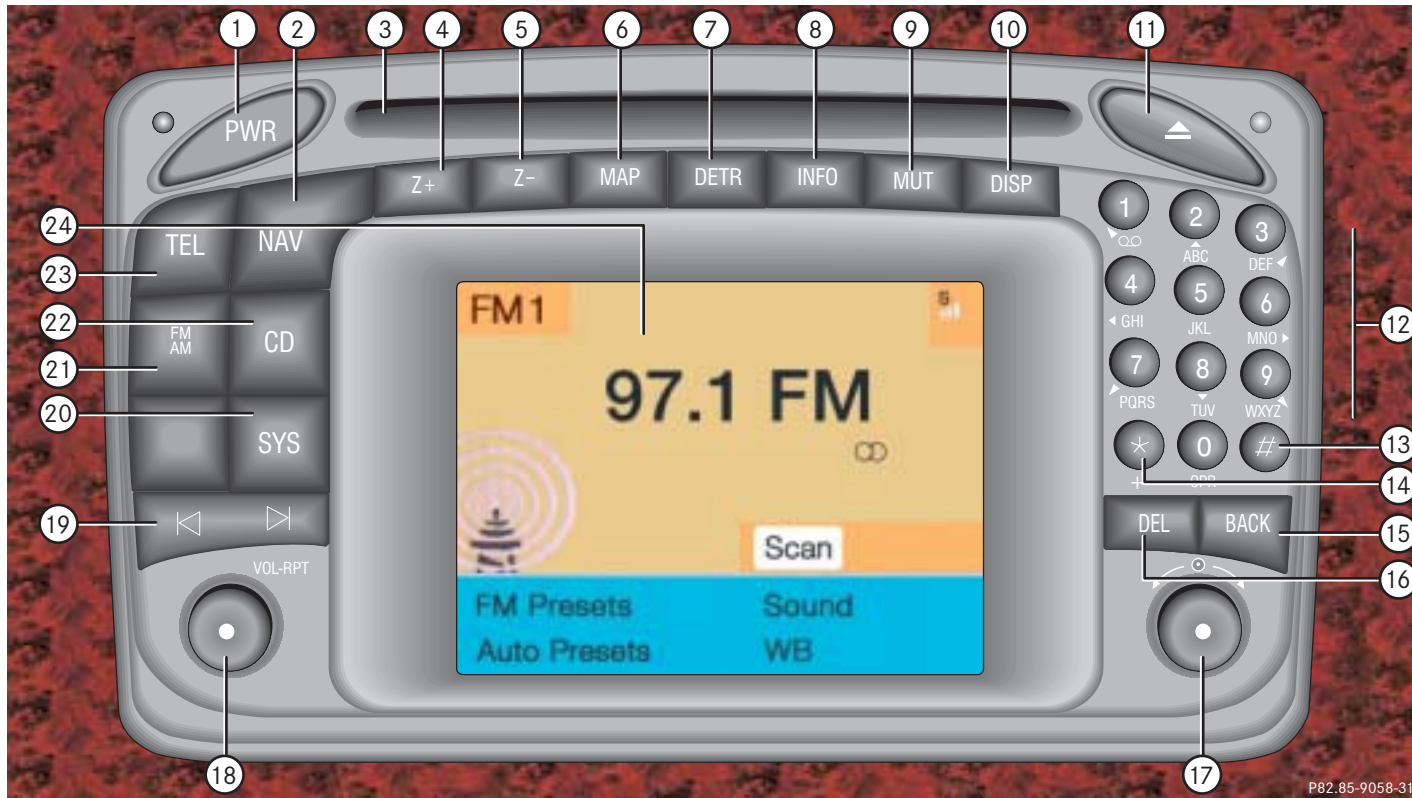 1 2 3 4 5 6 7 8 9 10 11
PWR
Z+ Z- MAP DETR INFO MUT DISP
TEL NAV
24
23
22
FM
AM
CD
21
20
SYS
19
VOL-RPT
18
FM1
S
97.1 FM
Scan
FM Presets Sound
Auto Presets WB
1 2 3
ABC DEF
4 5 6
GHI JKL MNO
7 8 9
PQRS TUV WXYZ
* 0 #
+ OPR
DEL BACK
12
13
14
15
16
17
P82.85-9058-31